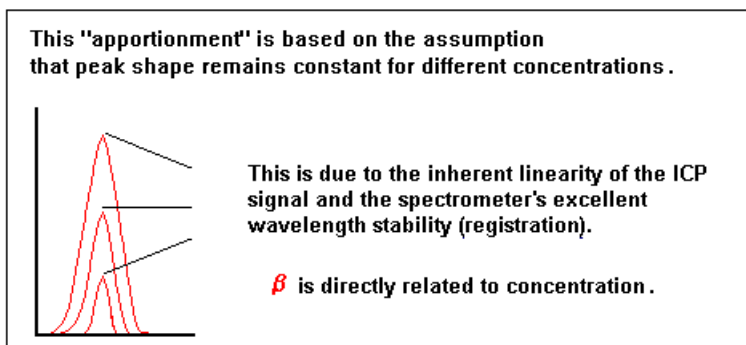 This "apportionment" is based on the assumption
that peak shape remains constant for different concentrations.
This is due to the inherent linearity of the ICP
signal and the spectrometer's excellent
wavelength stability (registration).
β is directly related to concentration.